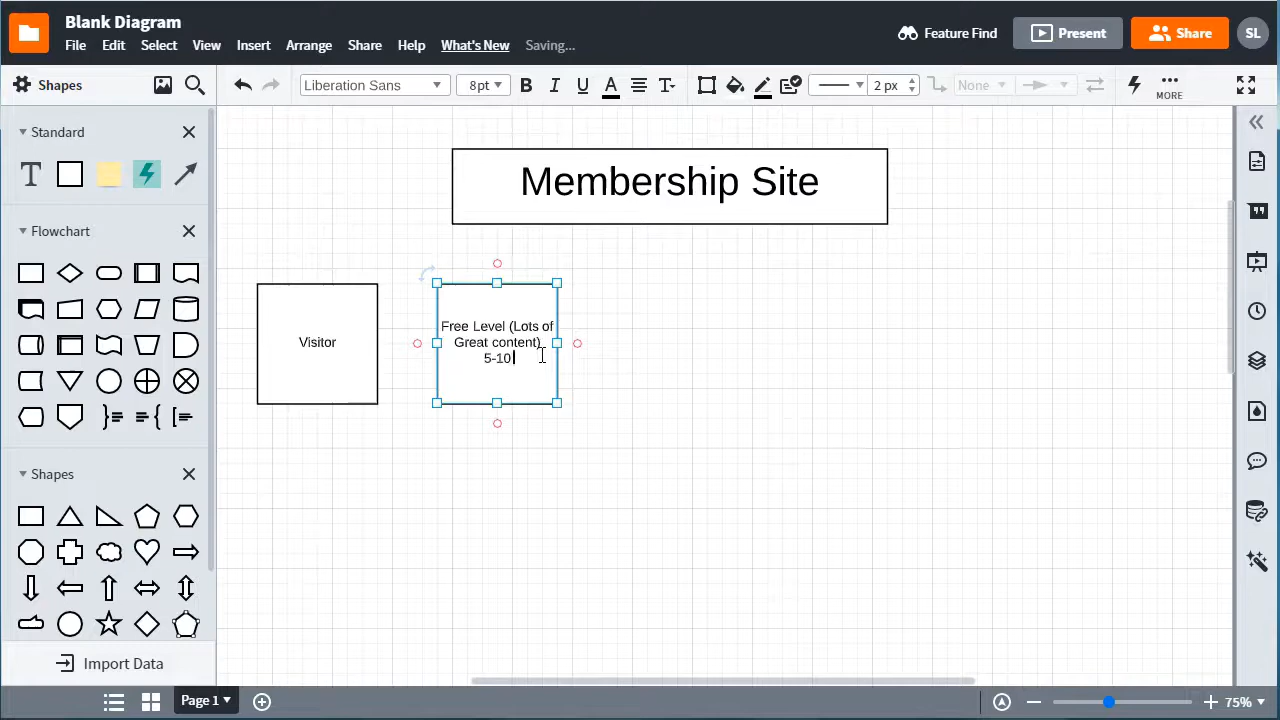 Blank Diagram
File Edit Select View Insert Arrange Share Help What's New Saving...
Feature Find
Present
Share
SL
Shapes
Liberation Sans
8pt
B I U A T
2 px
None
MORE
Standard
T
Flowchart
Shapes
Import Data
Membership Site
Visitor
Free Level (Lots of
Great content)
5-10
Page 1
75%